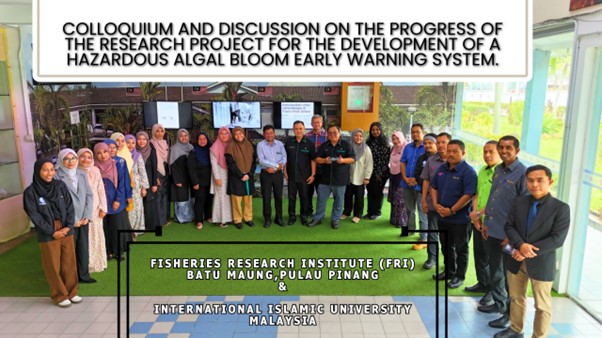 COLLOQUIUM AND DISCUSSION ON THE PROGRESS OF
THE RESEARCH PROJECT FOR THE DEVELOPMENT OF A
HAZARDOUS ALGAL BLOOM EARLY WARNING SYSTEM.
FISHERIES RESEARCH INSTITUTE (FRI)
BATU MAUNG,PULAU PINANG
&
INTERNATIONAL ISLAMIC UNIVERSITY
MALAYSIA